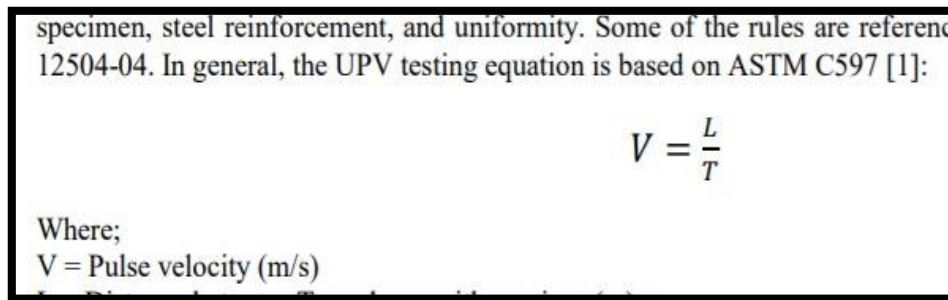 specimen, steel reinforcement, and uniformity. Some of the rules are
12504-04. In general, the UPV testing equation is based on ASTM C597 [1]:
V = L/T
Where;
V = Pulse velocity (m/s)